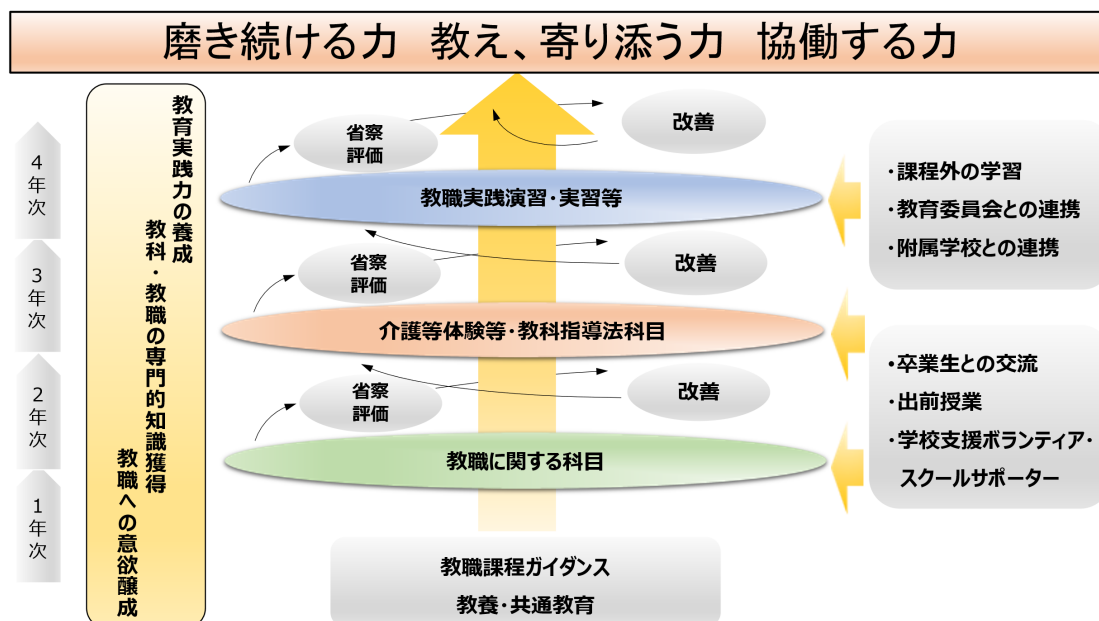 磨き続ける力　教え、寄り添う力　協働する力
4年次
3年次
2年次
1年次
教育実践力の養成
教科・教職の専門的知識獲得
教職への意欲醸成
省察
評価
改善
教職実践演習・実習等
省察
評価
改善
介護等体験等・教科指導法科目
省察
評価
改善
教職に関する科目
教職課程ガイダンス
教養・共通教育
・課程外の学習
・教育委員会との連携
・附属学校との連携
・卒業生との交流
・出前授業
・学校支援ボランティア・
スクールサポーター